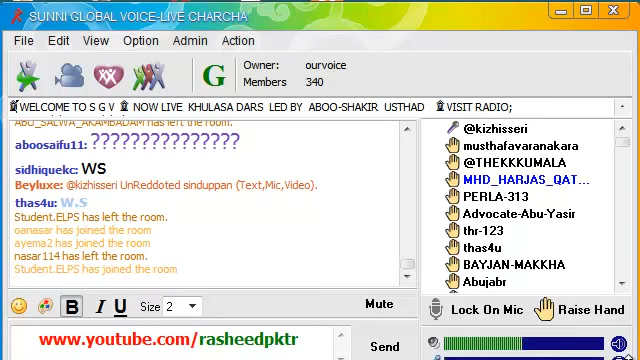 SUNNI GLOBAL VOICE-LIVE CHARCHA
File Edit View Option Admin Action
G
Owner: ourvoice
Members 340
WELCOME TO S G V NOW LIVE KHULASA DARS LED BY ABOO-SHAKIR USTHAD VISIT RADIO;
ABU_SALWA_AKAMBADAM has left the room.
aboosaifu11: ???????????????
sidhiquekc: WS
Beyluxe: @kizhisseri UnReddoted sinduppan (Text,Mic,Video).
thas4u: W.S
Student.ELPS has left the room.
oanasar has joined the room
ayema2 has joined the room
nasar114 has left the room.
Student.ELPS has joined the room
@kizhisseri
musthafavaranakara
@THEKKKUMALA
MHD_HARJAS_QAT...
PERLA-313
Advocate-Abu-Yasir
thr-123
thas4u
BAYJAN-MAKKHA
Abujabr
B I U Size 2 Mute
Lock On Mic Raise Hand
www.youtube.com/rasheedpktr
Send